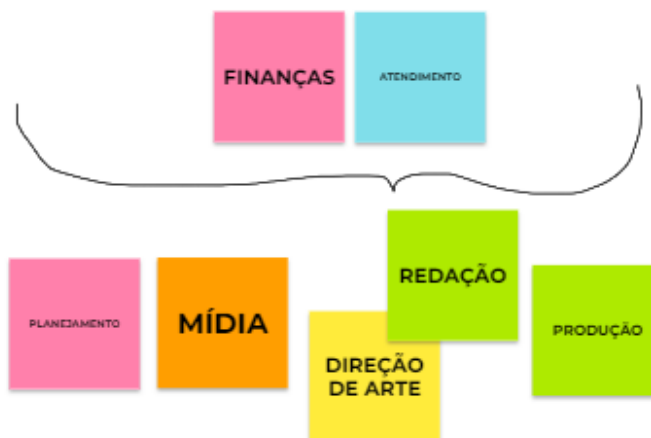 FINANÇAS
ATENDIMENTO
PLANEJAMENTO
MÍDIA
DIREÇÃO
DE ARTE
REDAÇÃO
PRODUÇÃO